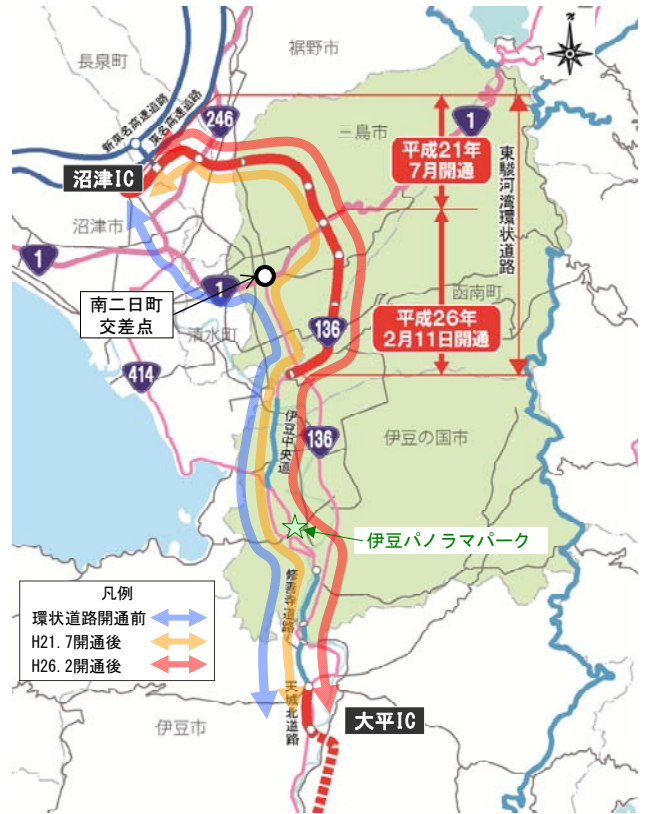 N
裾野市
長泉町
新東名高速道路
東名高速道路
246
三島市
1
平成21年
7月開通
東駿河湾環状道路
沼津IC
沼津市
1
1
南二日町
交差点
函南町
清水町
136
平成26年
2月11日開通
414
伊豆中央道
136
伊豆の国市
伊豆パノラマパーク
凡例
環状道路開通前
H21.7開通後
H26.2開通後
修善寺道路
天城北道路
大平IC
伊豆市